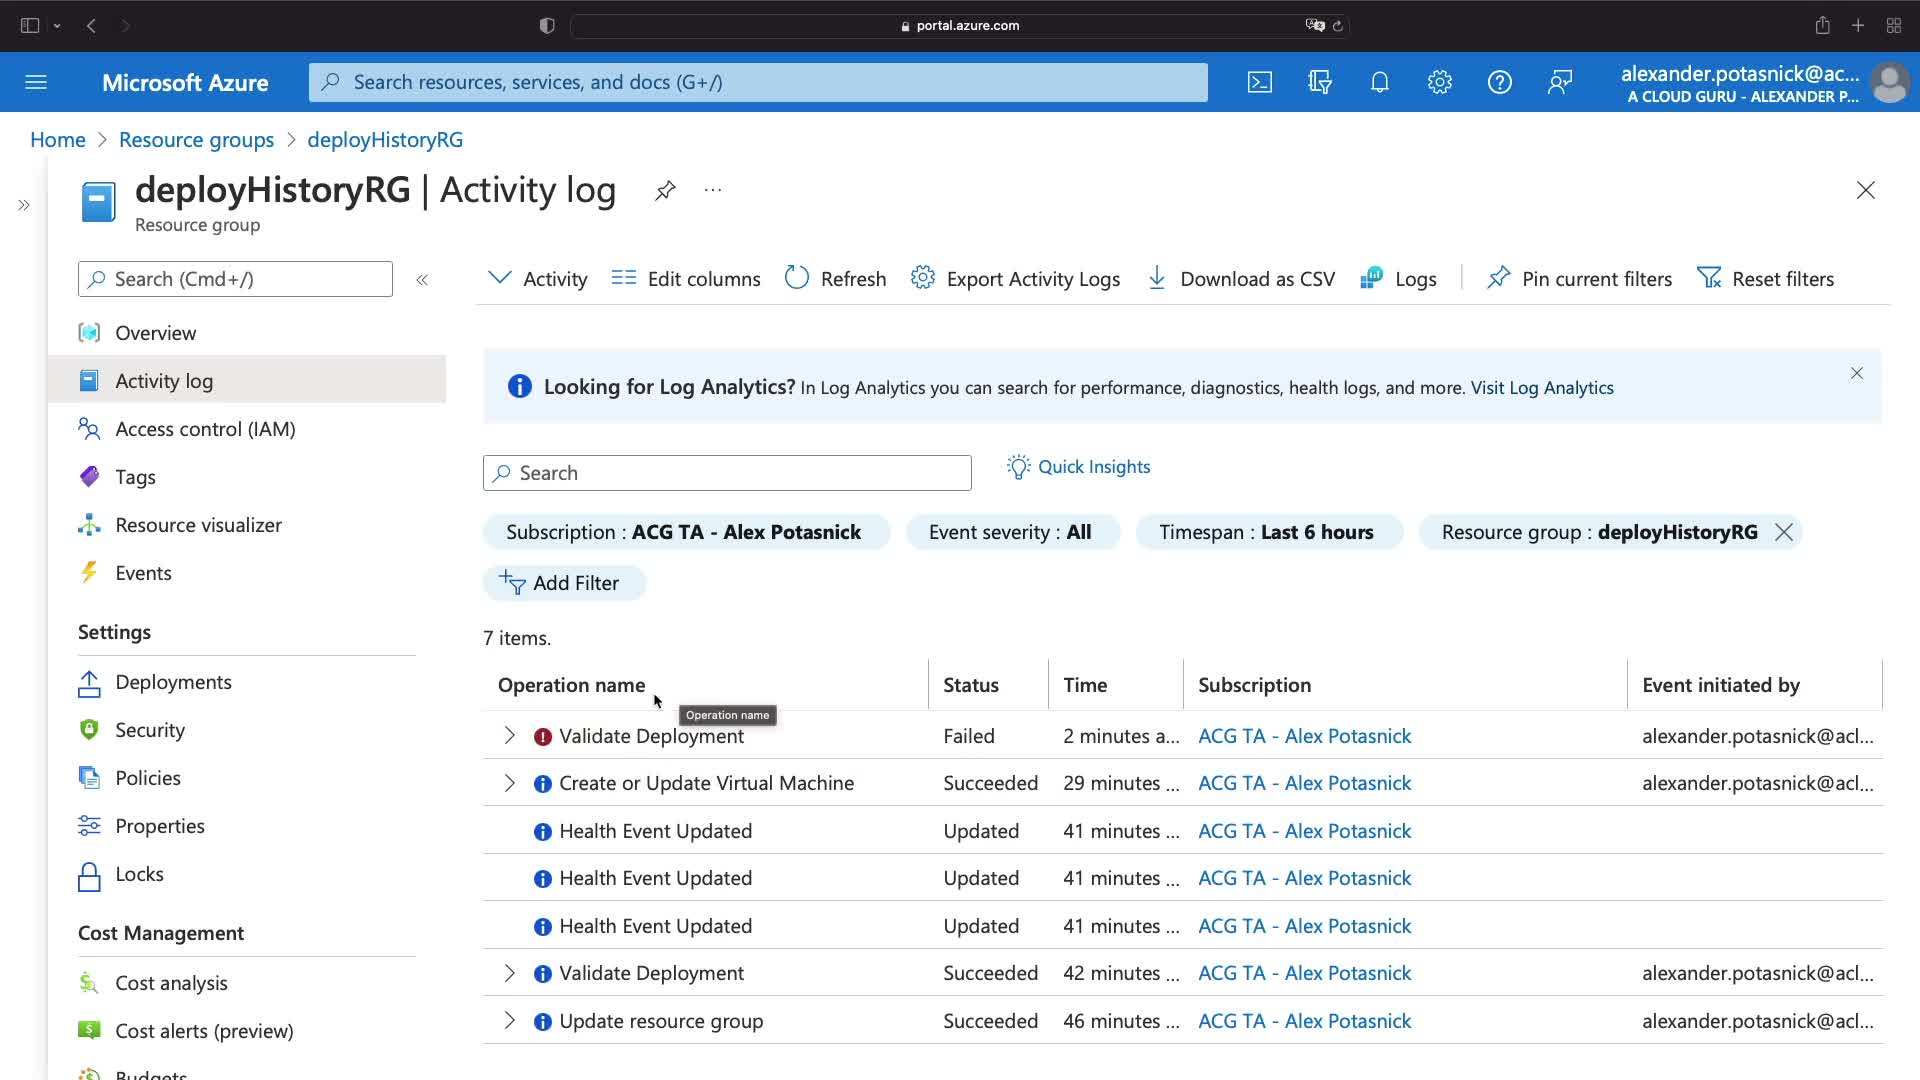 portal.azure.com
Microsoft Azure
Search resources, services, and docs (G+/)
alexander.potasnick@ac...
A CLOUD GURU - ALEXANDER P...
Home > Resource groups > deployHistoryRG
deployHistoryRG | Activity log
...
Resource group
Search (Cmd+/)
Overview
Activity log
Access control (IAM)
Tags
Resource visualizer
Events
Settings
Deployments
Security
Policies
Properties
Locks
Cost Management
Cost analysis
Cost alerts (preview)
Budgets
Activity Edit columns Refresh Export Activity Logs Download as CSV Logs Pin current filters Reset filters
Looking for Log Analytics? In Log Analytics you can search for performance, diagnostics, health logs, and more. Visit Log Analytics
Search
Quick Insights
Subscription : ACG TA - Alex Potasnick Event severity : All Timespan : Last 6 hours Resource group : deployHistoryRG
Add Filter
7 items.
Operation name Status Time Subscription Event initiated by
Operation name
Validate Deployment Failed 2 minutes a... ACG TA - Alex Potasnick alexander.potasnick@acl...
Create or Update Virtual Machine Succeeded 29 minutes ... ACG TA - Alex Potasnick alexander.potasnick@acl...
Health Event Updated Updated 41 minutes ... ACG TA - Alex Potasnick
Health Event Updated Updated 41 minutes ... ACG TA - Alex Potasnick
Health Event Updated Updated 41 minutes ... ACG TA - Alex Potasnick
Validate Deployment Succeeded 42 minutes ... ACG TA - Alex Potasnick alexander.potasnick@acl...
Update resource group Succeeded 46 minutes ... ACG TA - Alex Potasnick alexander.potasnick@acl...